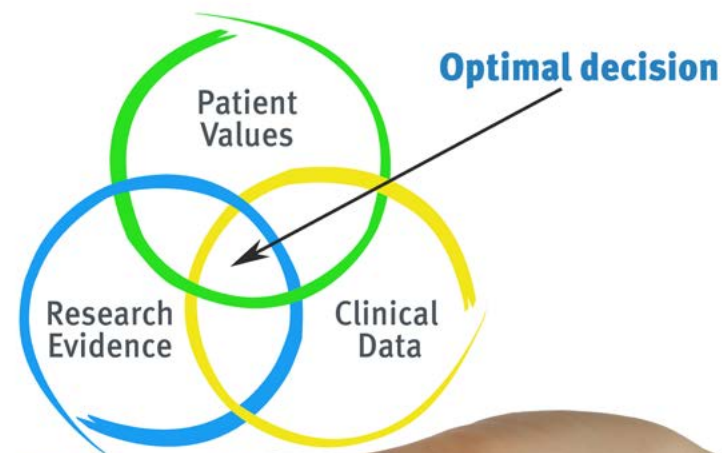 Optimal decision
Patient
Values
Research
Evidence
Clinical
Data